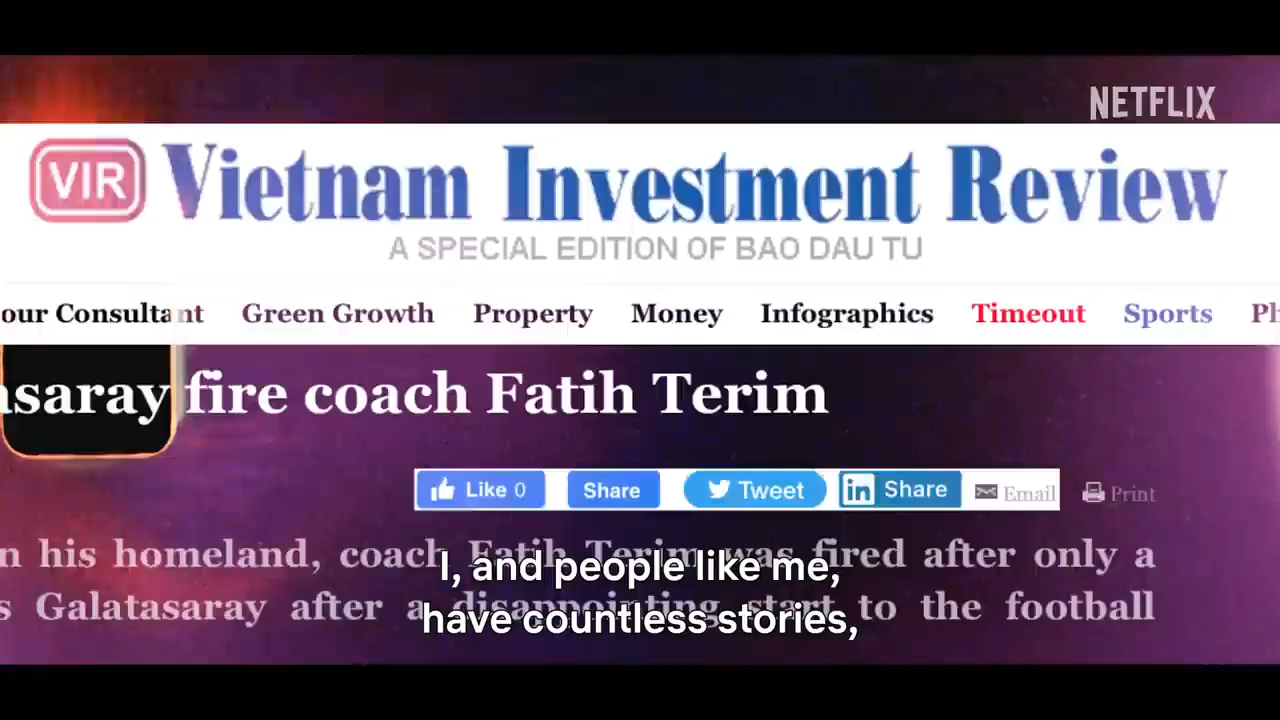 NETFLIX
VIR Vietnam Investment Review
A SPECIAL EDITION OF BAO DAU TU
our Consultant Green Growth Property Money Infographics Timeout Sports
asaray fire coach Fatih Terim
Like 0 Share Tweet Share Email Print
n his homeland, coach Fatih Terim was fired after only a
s Galatasaray after a disappointing start to the football
I, and people like me,
have countless stories,